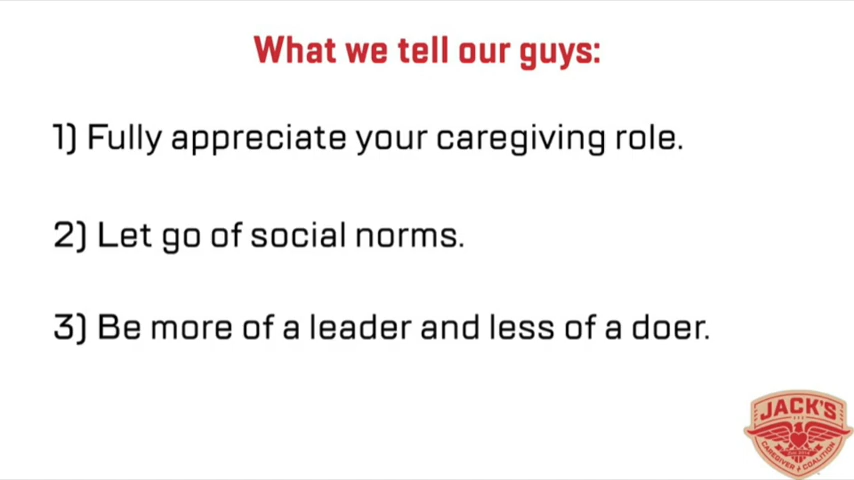 What we tell our guys:
1) Fully appreciate your caregiving role.
2) Let go of social norms.
3) Be more of a leader and less of a doer.
JACK'S
CAREGIVER COALITION